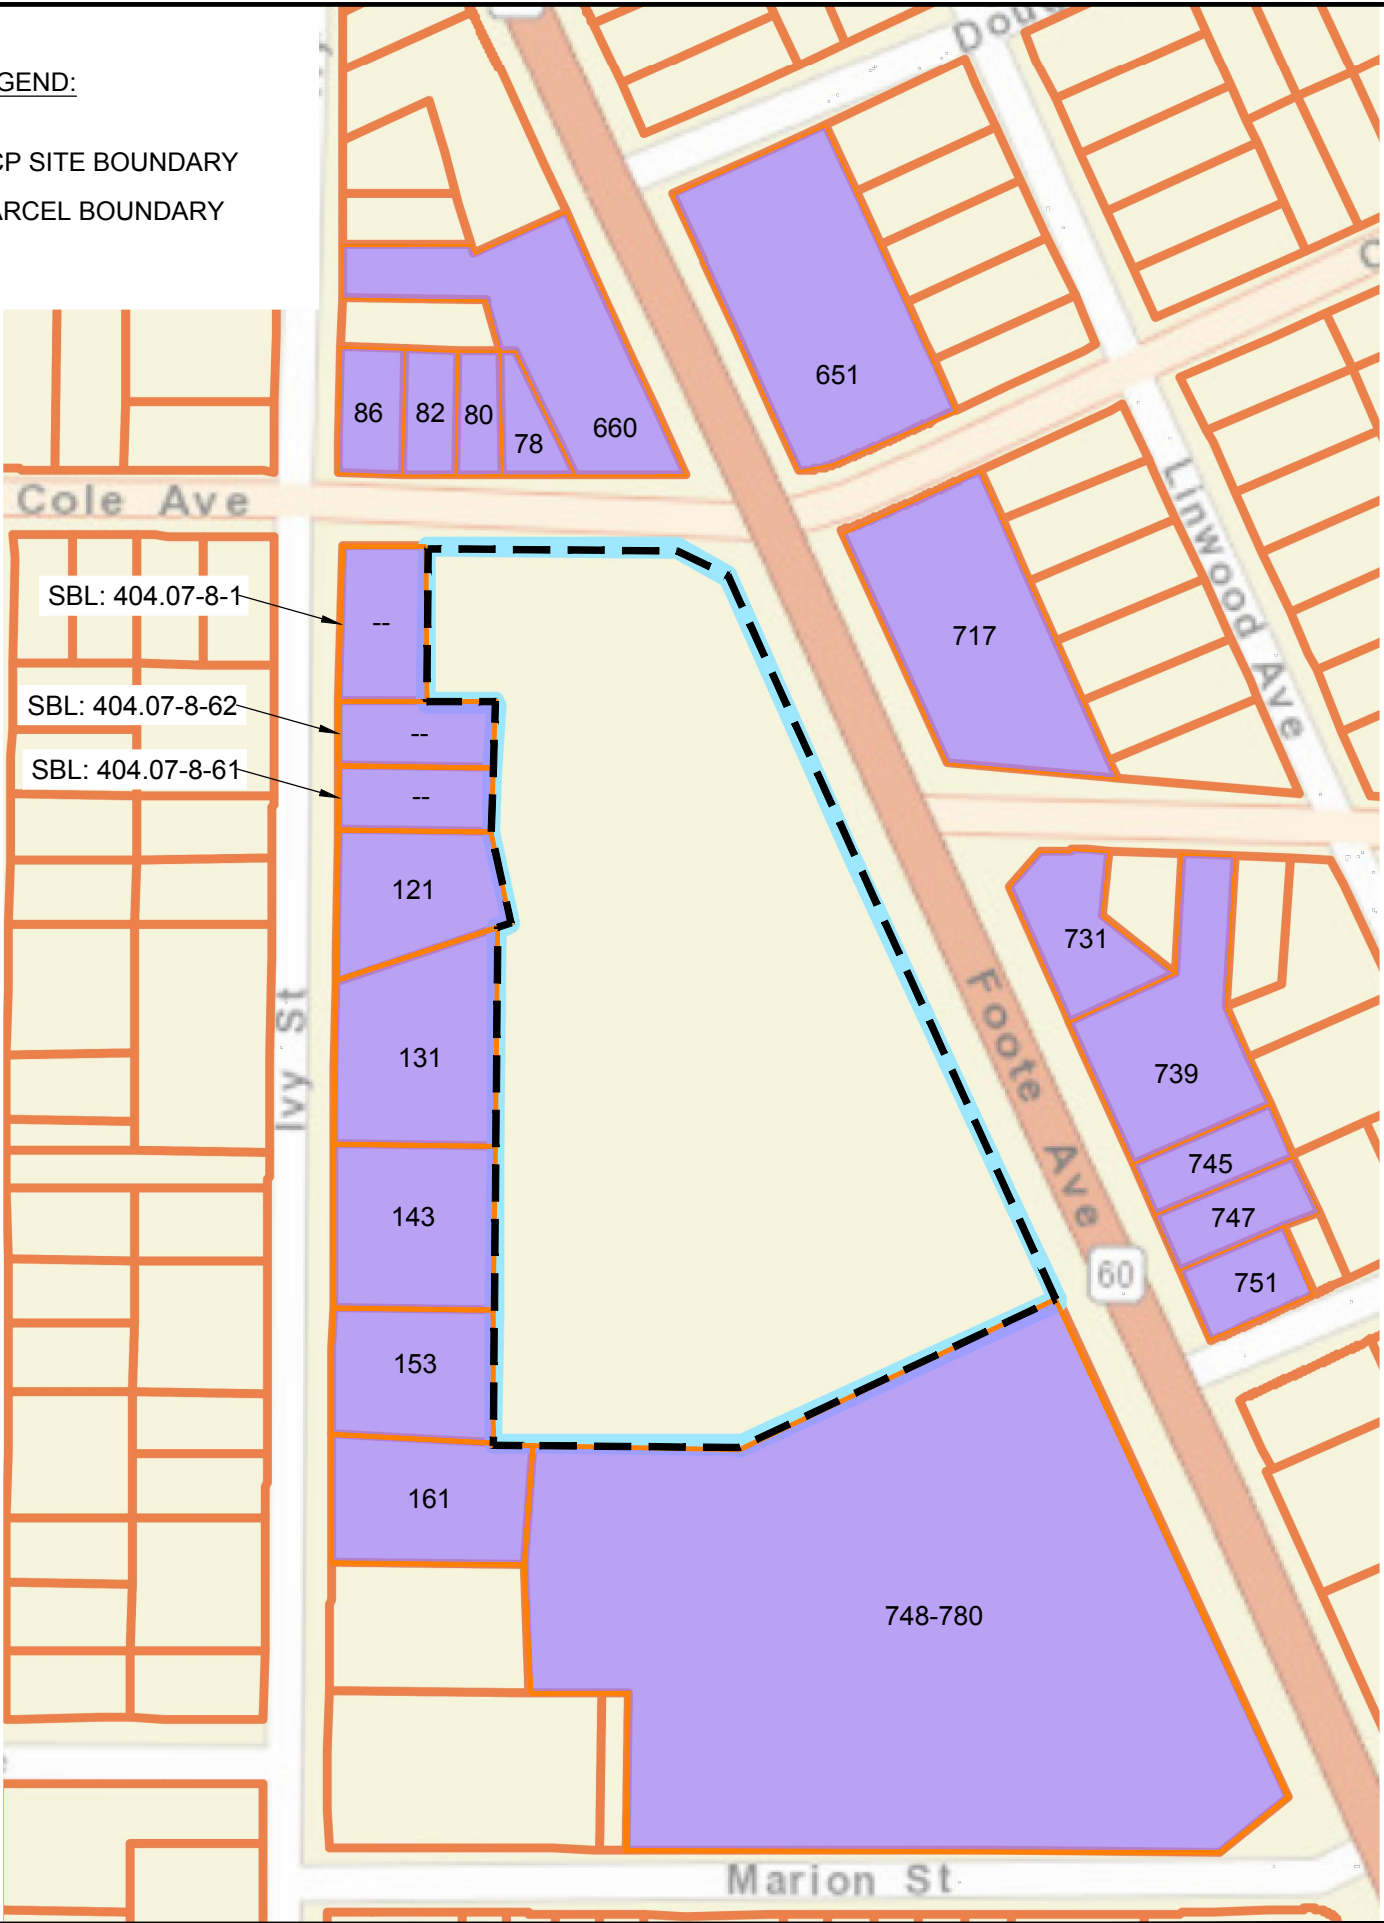 GEND:
CP SITE BOUNDARY
ARCEL BOUNDARY
651
86
82
80
78
660
Cole Ave
SBL: 404.07-8-1
--
SBL: 404.07-8-62
--
SBL: 404.07-8-61
--
717
Linwood Ave
121
731
131
Ivy St
Foote Ave
739
143
745
747
60
751
153
161
748-780
Marion St